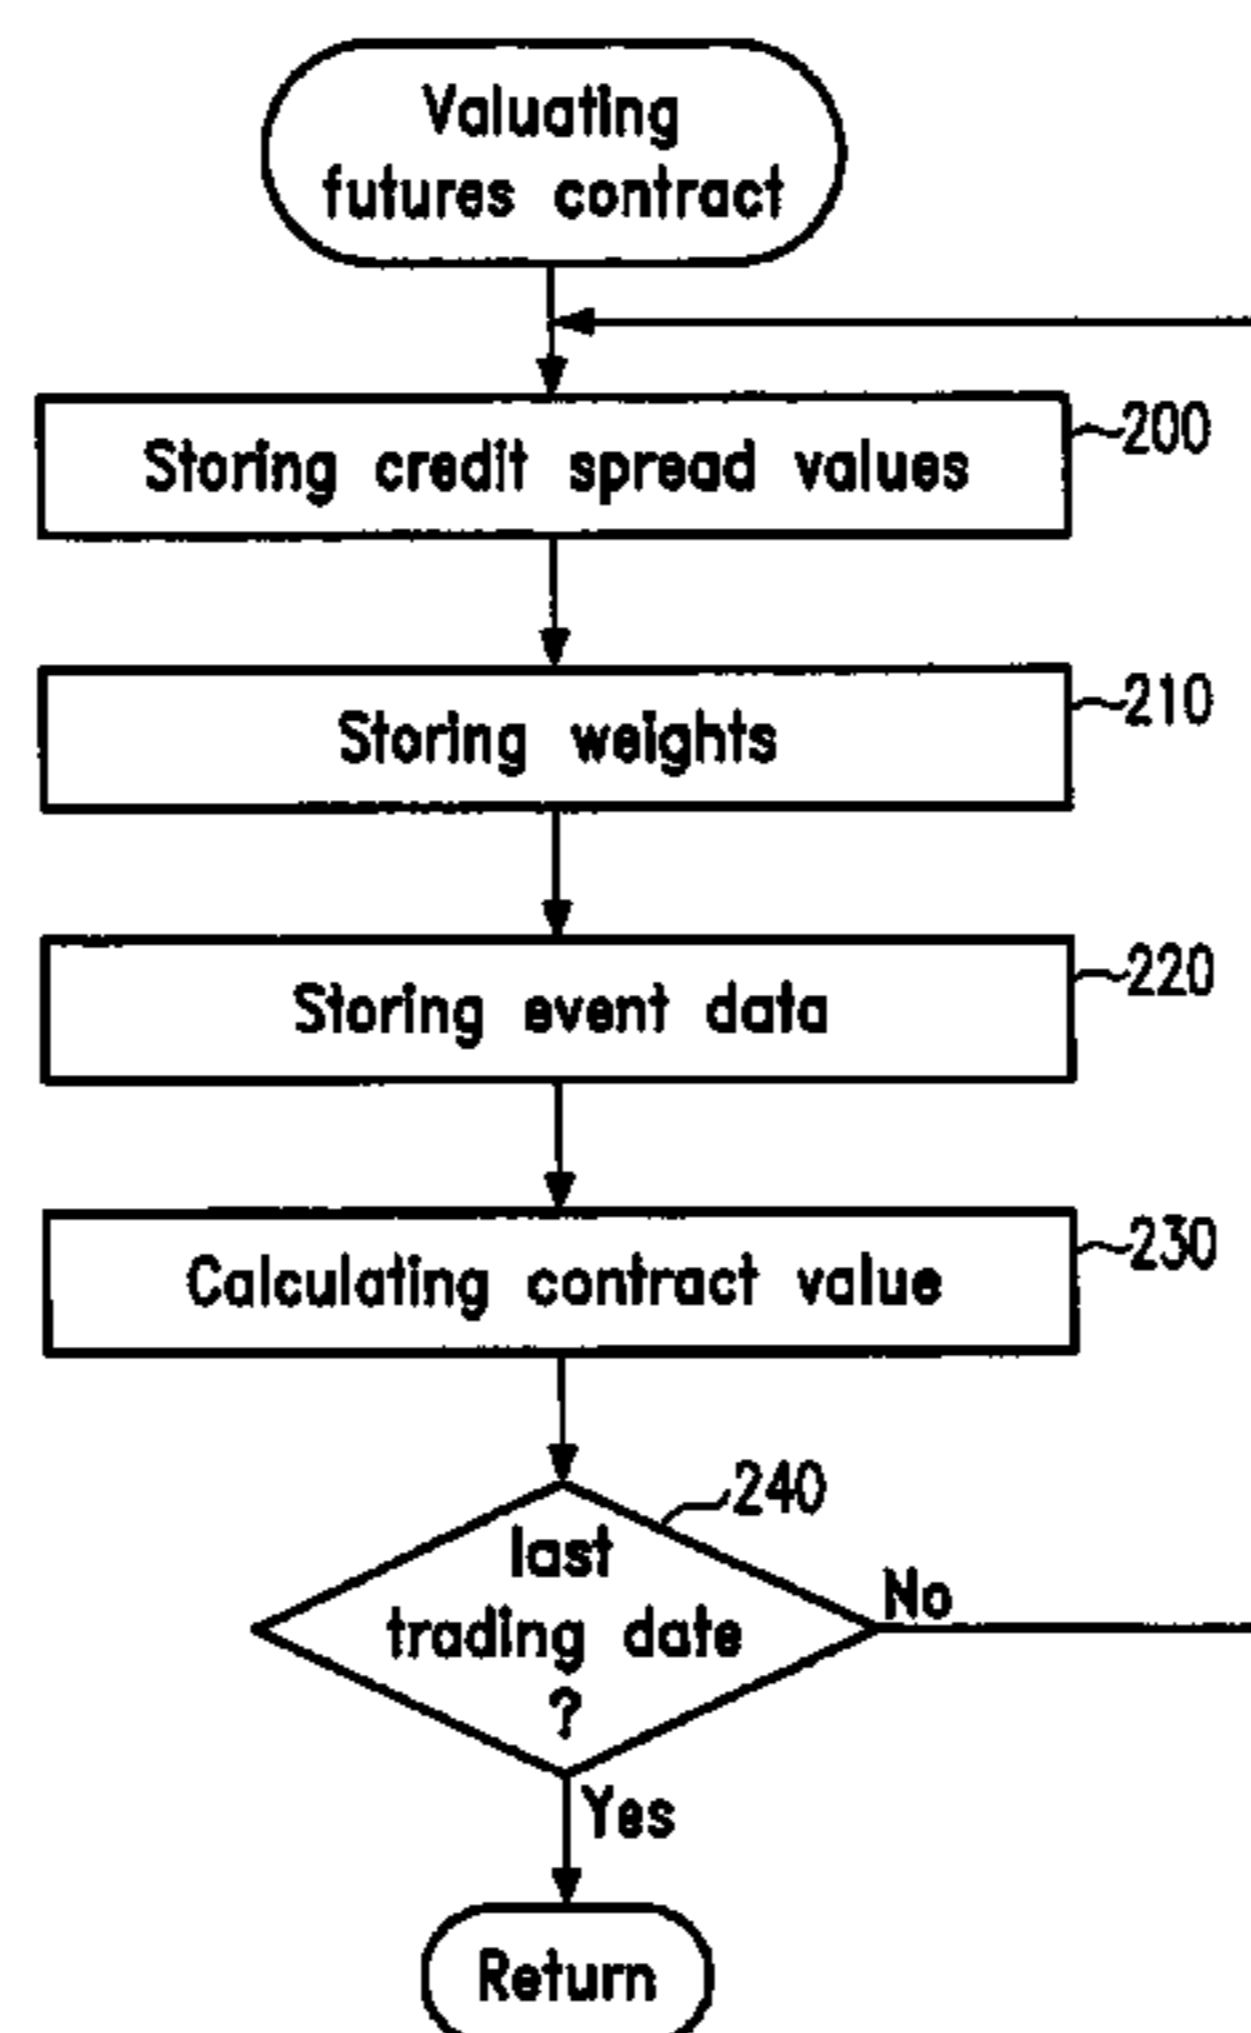 Valuating
futures contract
Storing credit spread values
200
Storing weights
210
Storing event data
220
Calculating contract value
230
240
last
trading date
?
No
Yes
Return